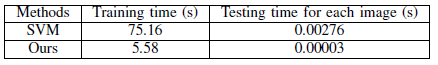 Methods Training time (s) Testing time for each image (s)
SVM 75.16 0.00276
Ours 5.58 0.00003